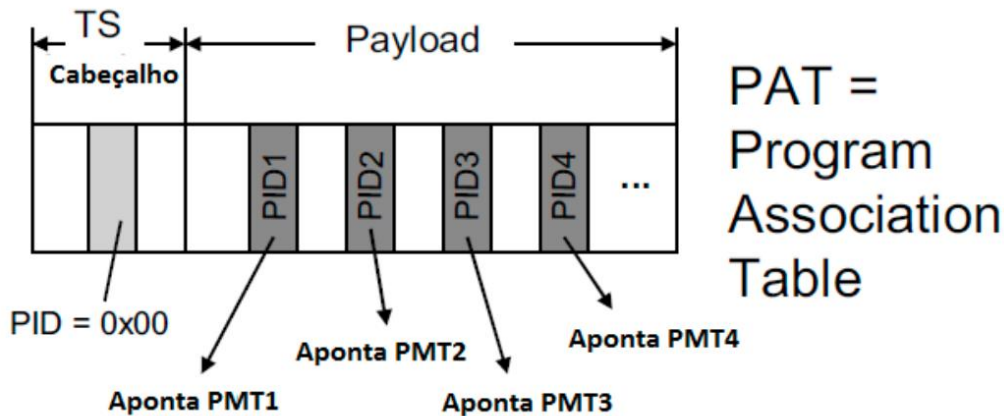 TS
Cabeçalho
Payload
PID1
PID2
PID3
PID4
...
PID = 0x00
Aponta PMT1
Aponta PMT2
Aponta PMT3
Aponta PMT4
PAT =
Program
Association
Table